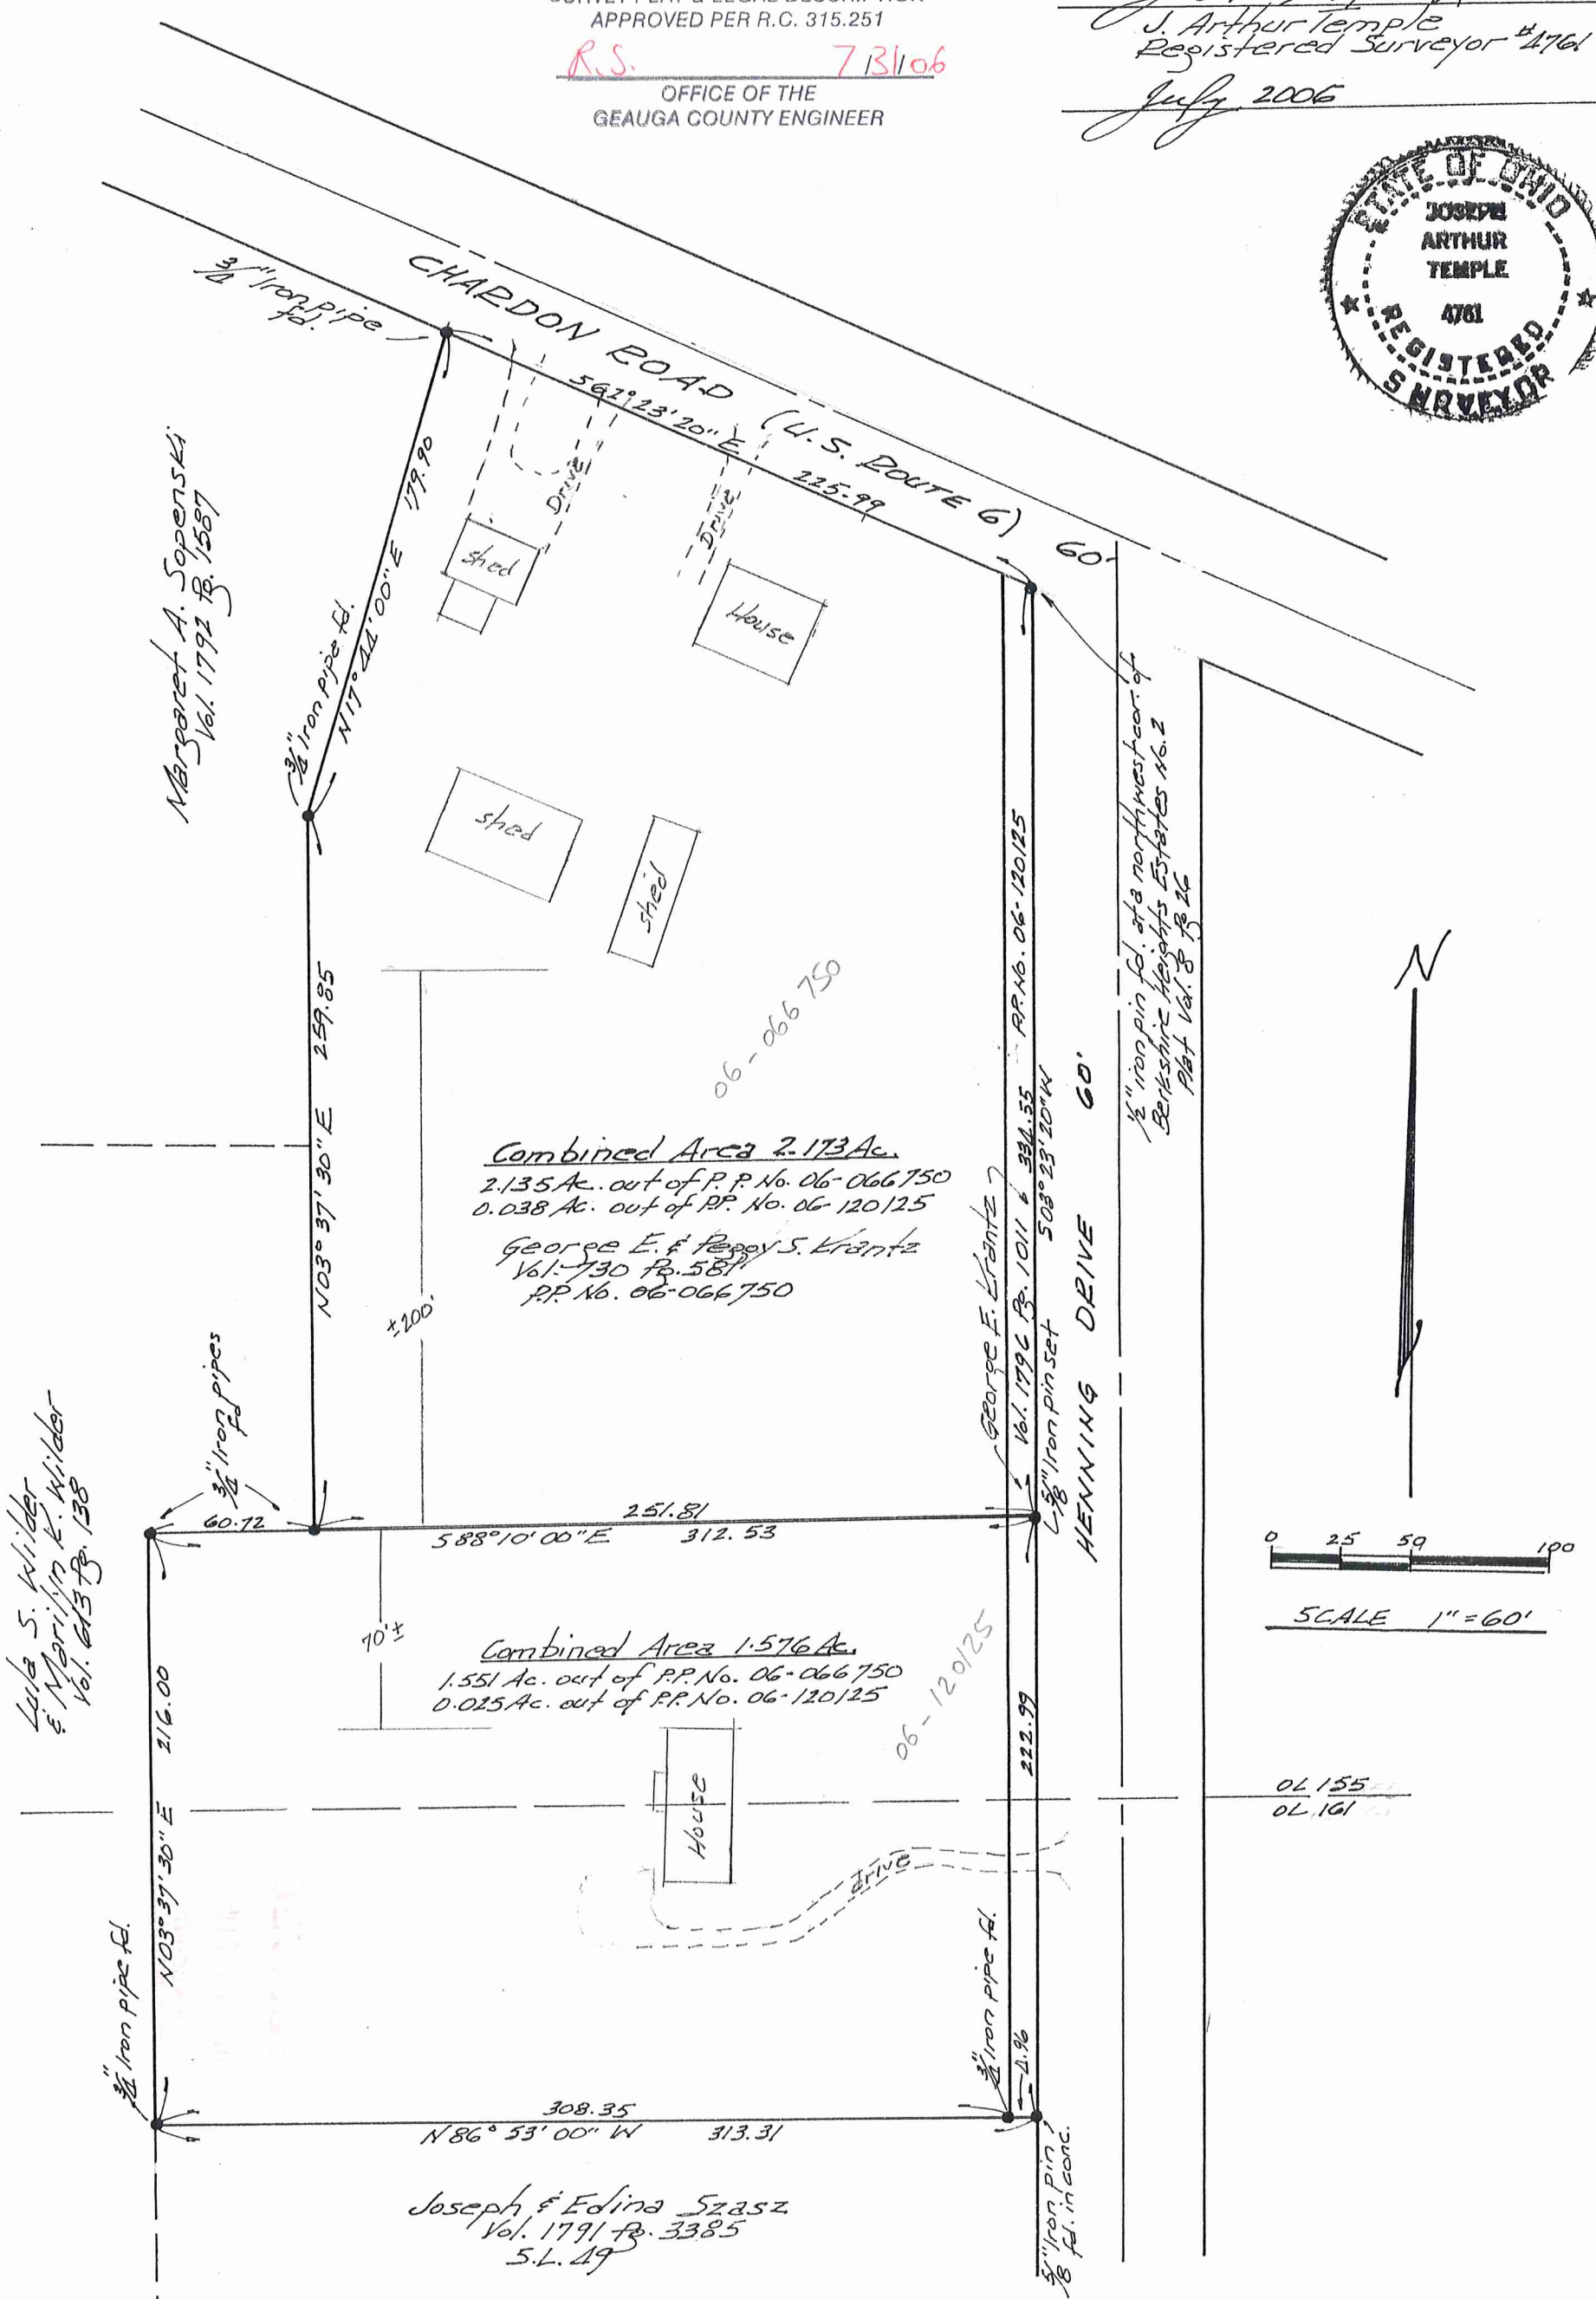 APPROVED PER R.C. 315.251
R.S. 7/31/06
OFFICE OF THE
GEAUGA COUNTY ENGINEER
J. Arthur Temple
Registered Surveyor #4761
July 2006
STATE OF OHIO
JOSEPH
ARTHUR
TEMPLE
4761
REGISTERED
SURVEYOR
CHARDON ROAD (U.S. ROUTE 6) 60'
3/4" Iron pipe
fd.
S62°23'20"E 225.99
Drive
Drive
shed
House
N17°44'00"E 179.90
3/4" Iron pipe fd.
Margaret A. Sopenski
Vol. 1792 Pg. 1587
shed
shed
1/2" iron pin fd. at a northwest cor. of
Berkshire Heights Estates No. 2
Plat Vol. 8 Pg 26
N
06-066750
N03°37'30"E 259.85
±200'
Combined Area 2.173 Ac.
2.135 Ac. out of P.P. No. 06-066750
0.038 Ac. out of P.P. No. 06-120125
George E. & Peggy S. Krantz
Vol. 730 Pg. 581
P.P. No. 06-066750
George E. Krantz
Vol. 1796 Pg. 1011 334.55 P.P. No. 06-120125
S03°23'20"W
5/8" Iron pin set
HENNING DRIVE 60'
3/4" Iron pipes
fd
Lula S. Wilder
& Marilyn K. Wilder
Vol. 613 Pg. 138
60.72
251.81
S88°10'00"E 312.53
0 25 50 100
SCALE 1"=60'
70'±
Combined Area 1.576 Ac.
1.551 Ac. out of P.P. No. 06-066750
0.025 Ac. out of P.P. No. 06-120125
06-120125
222.99
N03°37'30"E 216.00
House
OL 155
OL 161
drive
3/4" Iron pipe fd.
3/4" Iron pipe fd.
4.96
308.35
N86°53'00"W 313.31
5/8" Iron pin
fd. in conc.
Joseph & Edina Szasz
Vol. 1791 Pg. 3385
S.L. 49